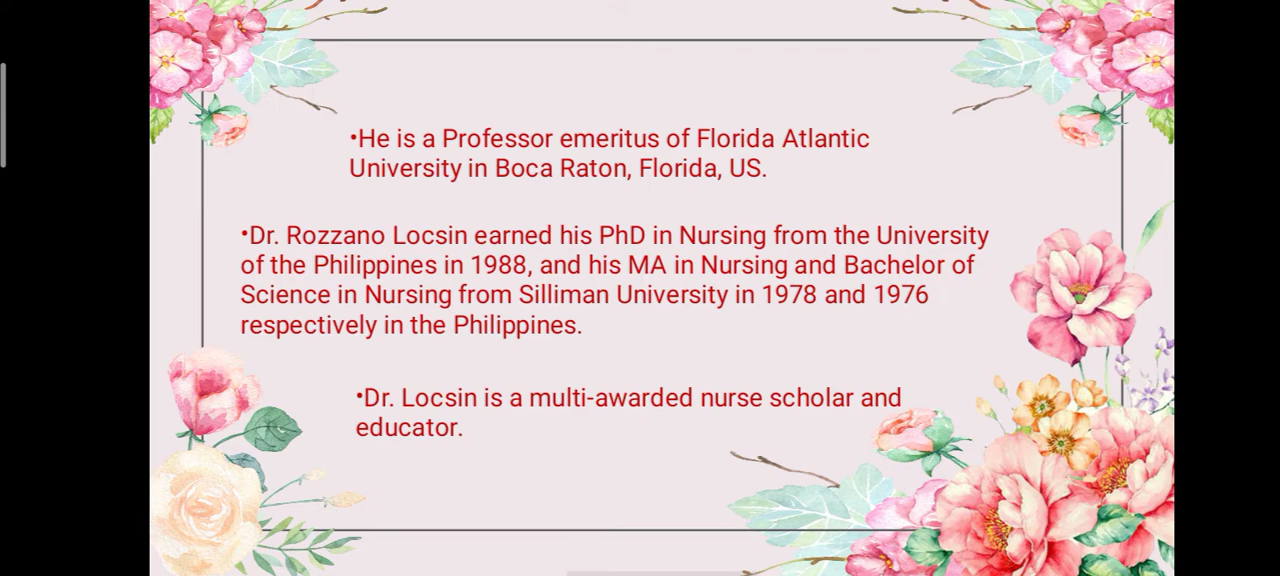 •He is a Professor emeritus of Florida Atlantic
University in Boca Raton, Florida, US.
•Dr. Rozzano Locsin earned his PhD in Nursing from the University
of the Philippines in 1988, and his MA in Nursing and Bachelor of
Science in Nursing from Silliman University in 1978 and 1976
respectively in the Philippines.
•Dr. Locsin is a multi-awarded nurse scholar and
educator.